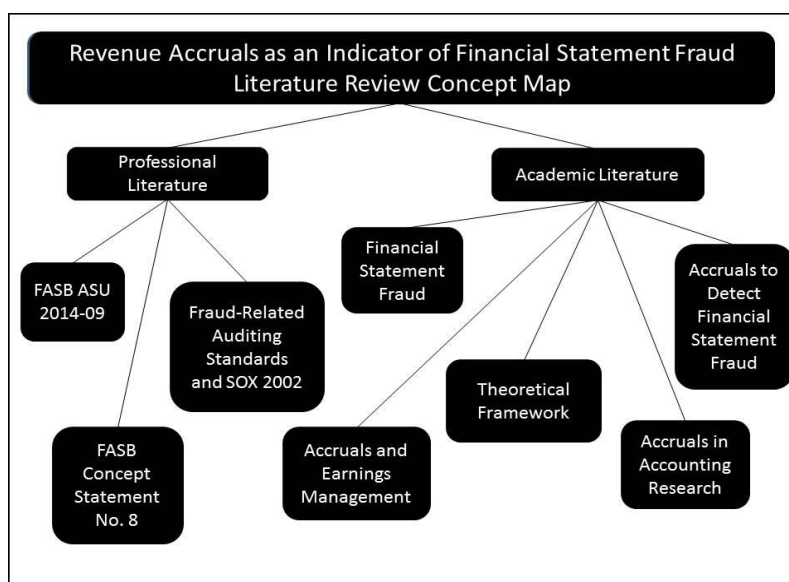 Revenue Accruals as an Indicator of Financial Statement Fraud
Literature Review Concept Map
Professional
Literature
Academic Literature
FASB ASU
2014-09
Fraud-Related
Auditing
Standards
and SOX 2002
FASB
Concept
Statement
No. 8
Financial
Statement
Fraud
Accruals and
Earnings
Management
Theoretical
Framework
Accruals in
Accounting
Research
Accruals to
Detect
Financial
Statement
Fraud